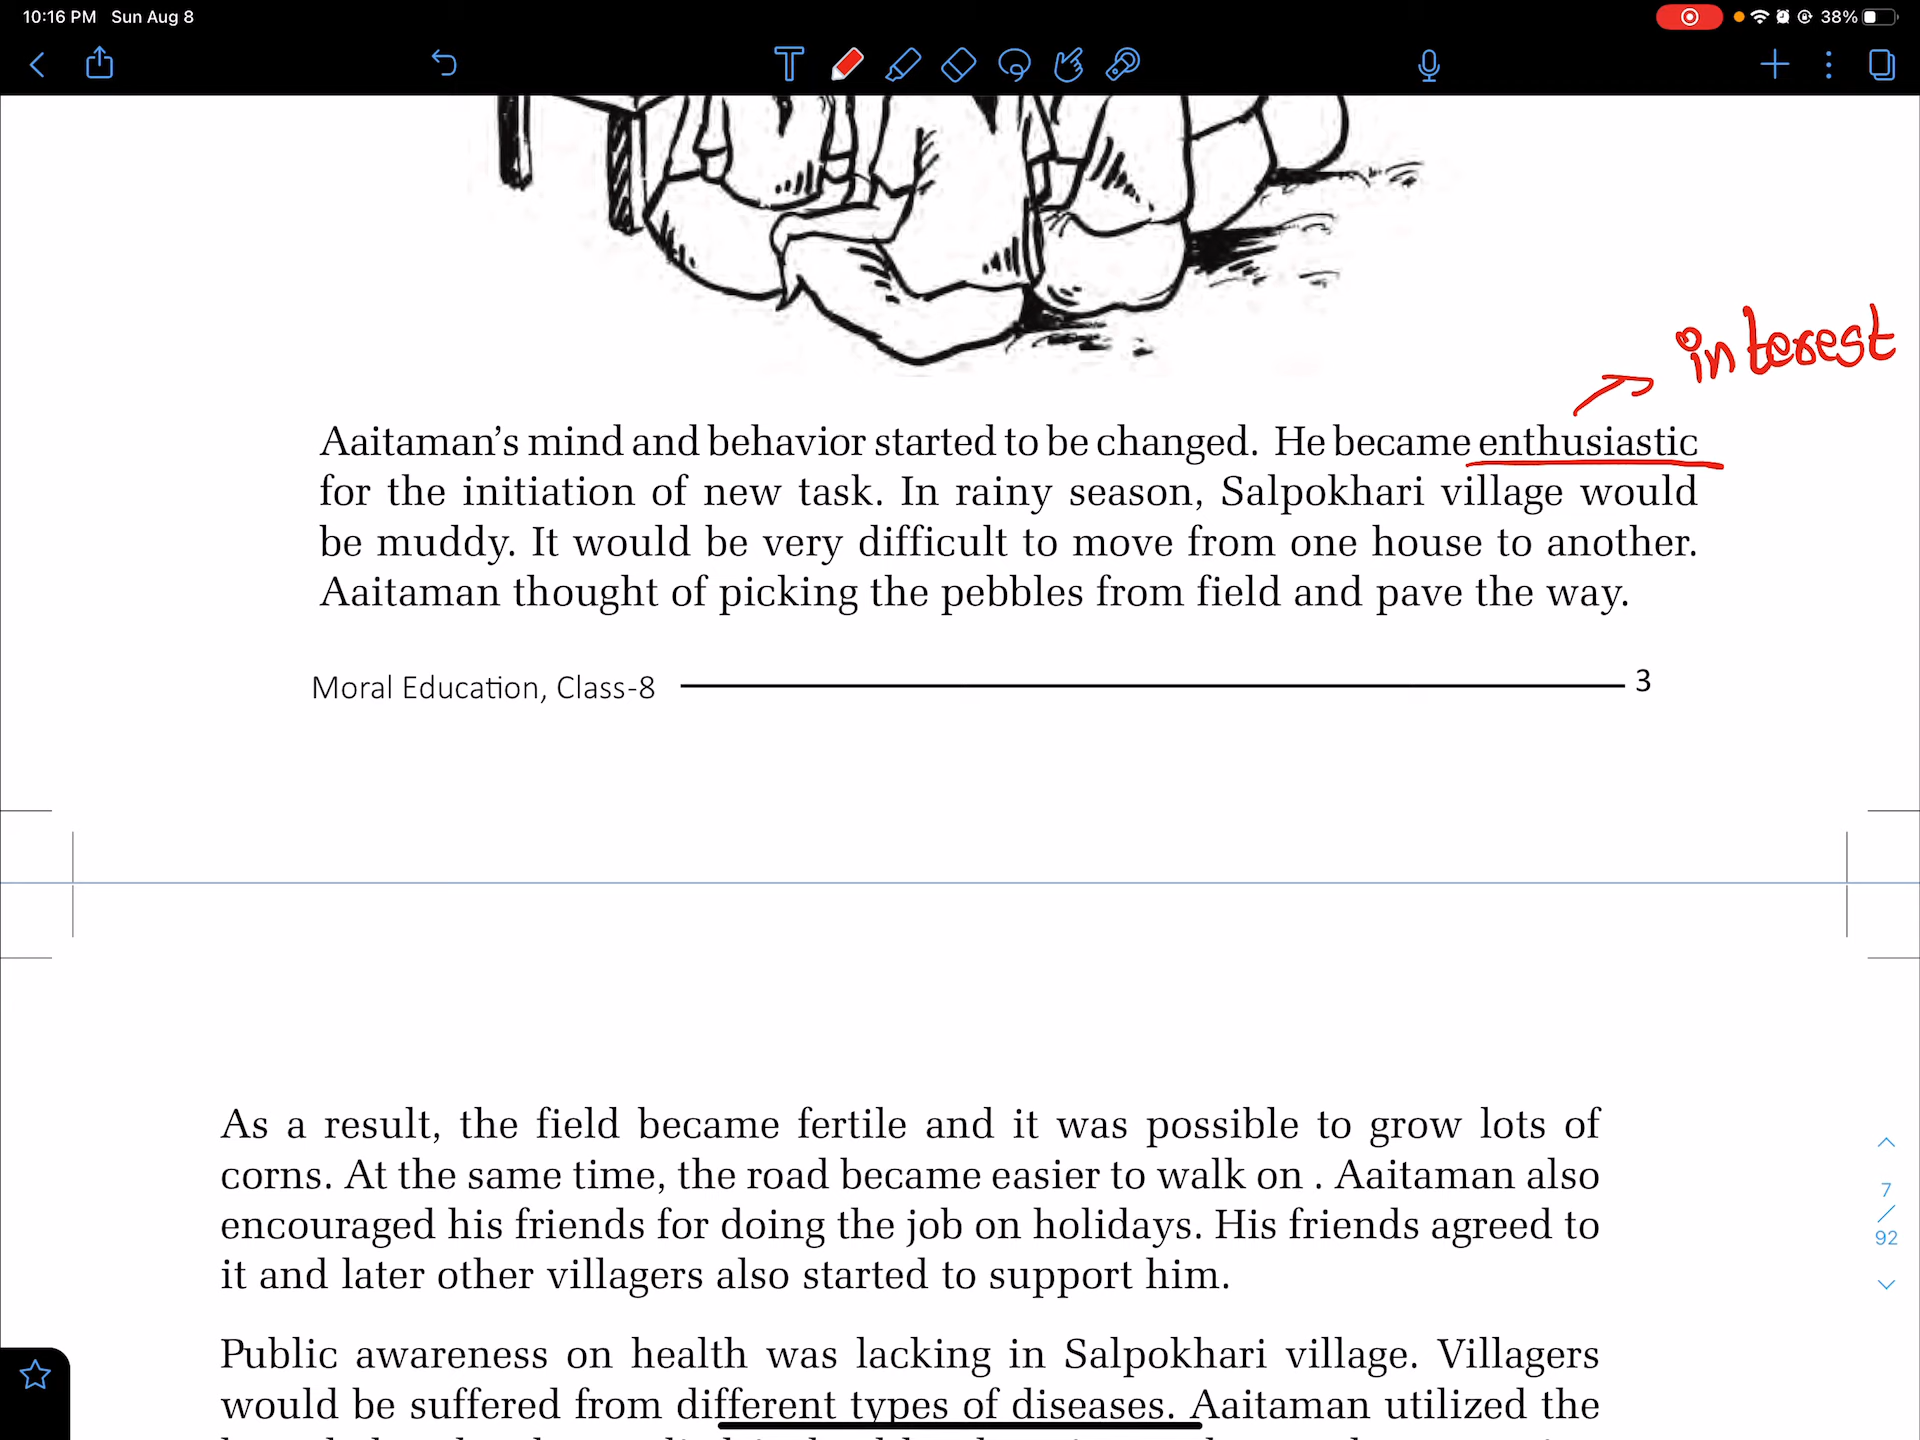 10:16 PM Sun Aug 8
38%
interest
Aaitaman’s mind and behavior started to be changed. He became enthusiastic
for the initiation of new task. In rainy season, Salpokhari village would
be muddy. It would be very difficult to move from one house to another.
Aaitaman thought of picking the pebbles from field and pave the way.
Moral Education, Class-8 3
As a result, the field became fertile and it was possible to grow lots of
corns. At the same time, the road became easier to walk on . Aaitaman also
encouraged his friends for doing the job on holidays. His friends agreed to
it and later other villagers also started to support him.
7
/
92
Public awareness on health was lacking in Salpokhari village. Villagers
would be suffered from different types of diseases. Aaitaman utilized the